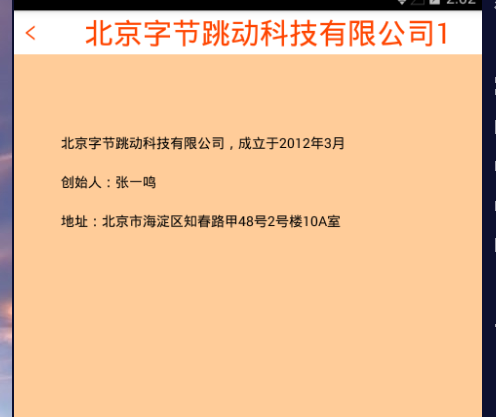 北京字节跳动科技有限公司1
北京字节跳动科技有限公司，成立于2012年3月
创始人：张一鸣
地址：北京市海淀区知春路甲48号2号楼10A室